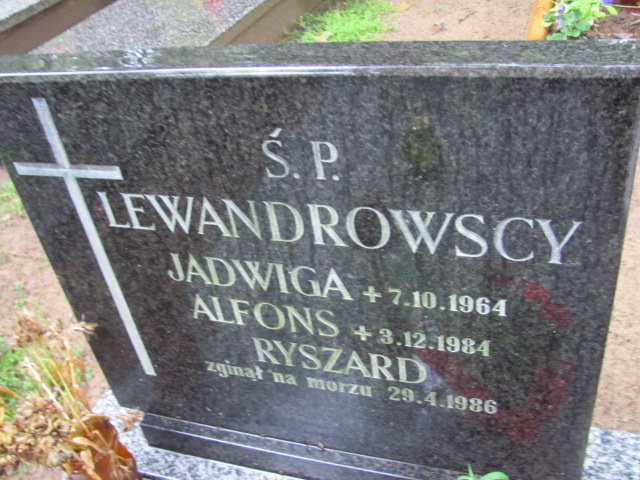 Ś. P.
LEWANDROWSCY
JADWIGA +7.10.1964
ALFONS +3.12.1984
RYSZARD
zginął na morzu 29.4.1986